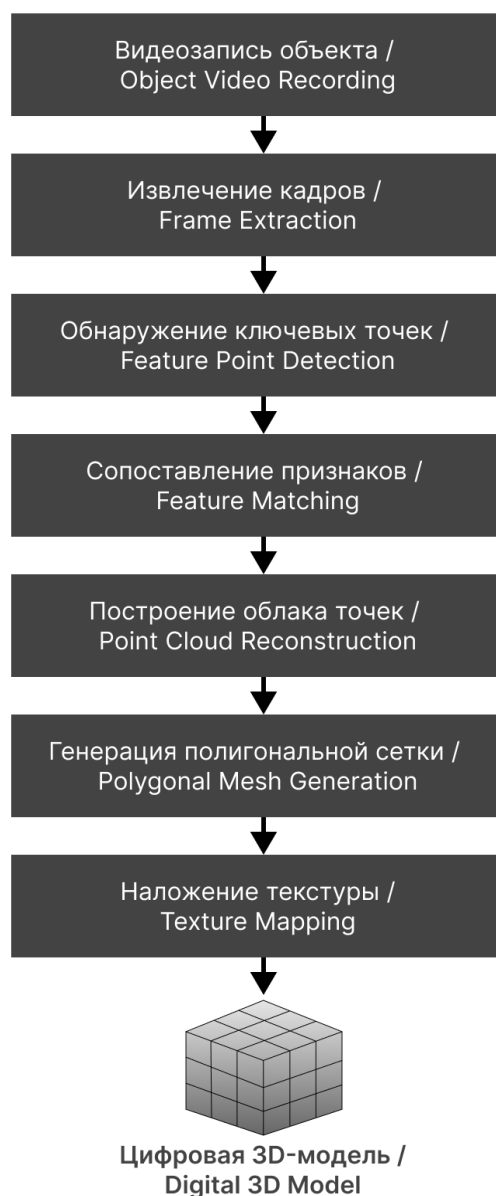 Видеозапись объекта /
Object Video Recording
Извлечение кадров /
Frame Extraction
Обнаружение ключевых точек /
Feature Point Detection
Сопоставление признаков /
Feature Matching
Построение облака точек /
Point Cloud Reconstruction
Генерация полигональной сетки /
Polygonal Mesh Generation
Наложение текстуры /
Texture Mapping
Цифровая 3D-модель /
Digital 3D Model